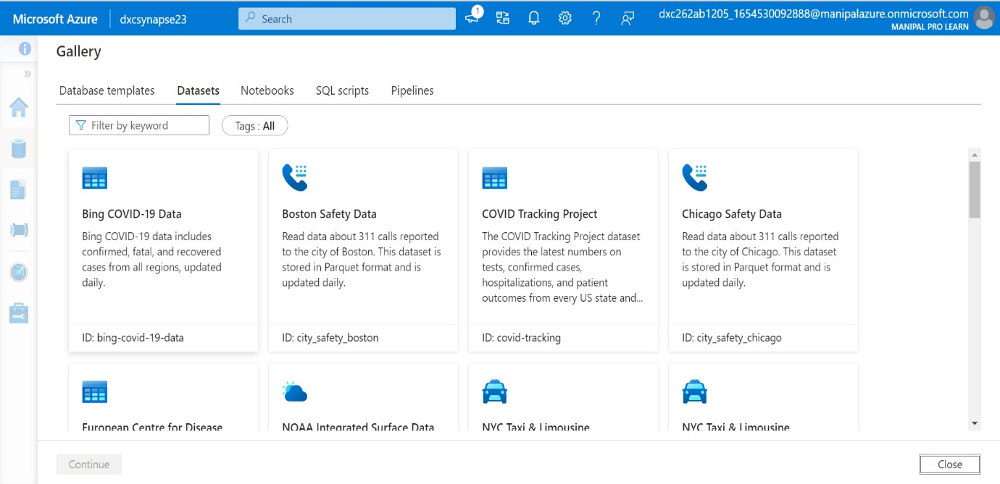 Microsoft Azure
dxcsynapse23
Search
1
dxc262ab1205_1654530092888@manipalazure.onmicrosoft.com
MANIPAL PRO LEARN
Gallery
Database templates
Datasets
Notebooks
SQL scripts
Pipelines
Filter by keyword
Tags : All
Bing COVID-19 Data
Bing COVID-19 data includes
confirmed, fatal, and recovered
cases from all regions, updated
daily.
ID: bing-covid-19-data
Boston Safety Data
Read data about 311 calls reported
to the city of Boston. This dataset is
stored in Parquet format and is
updated daily.
ID: city_safety_boston
COVID Tracking Project
The COVID Tracking Project dataset
provides the latest numbers on
tests, confirmed cases,
hospitalizations, and patient
outcomes from every US state and...
ID: covid-tracking
Chicago Safety Data
Read data about 311 calls reported
to the city of Chicago. This dataset
is stored in Parquet format and is
updated daily.
ID: city_safety_chicago
European Centre for Disease
NOAA Integrated Surface Data
NYC Taxi & Limousine
NYC Taxi & Limousine
Continue
Close